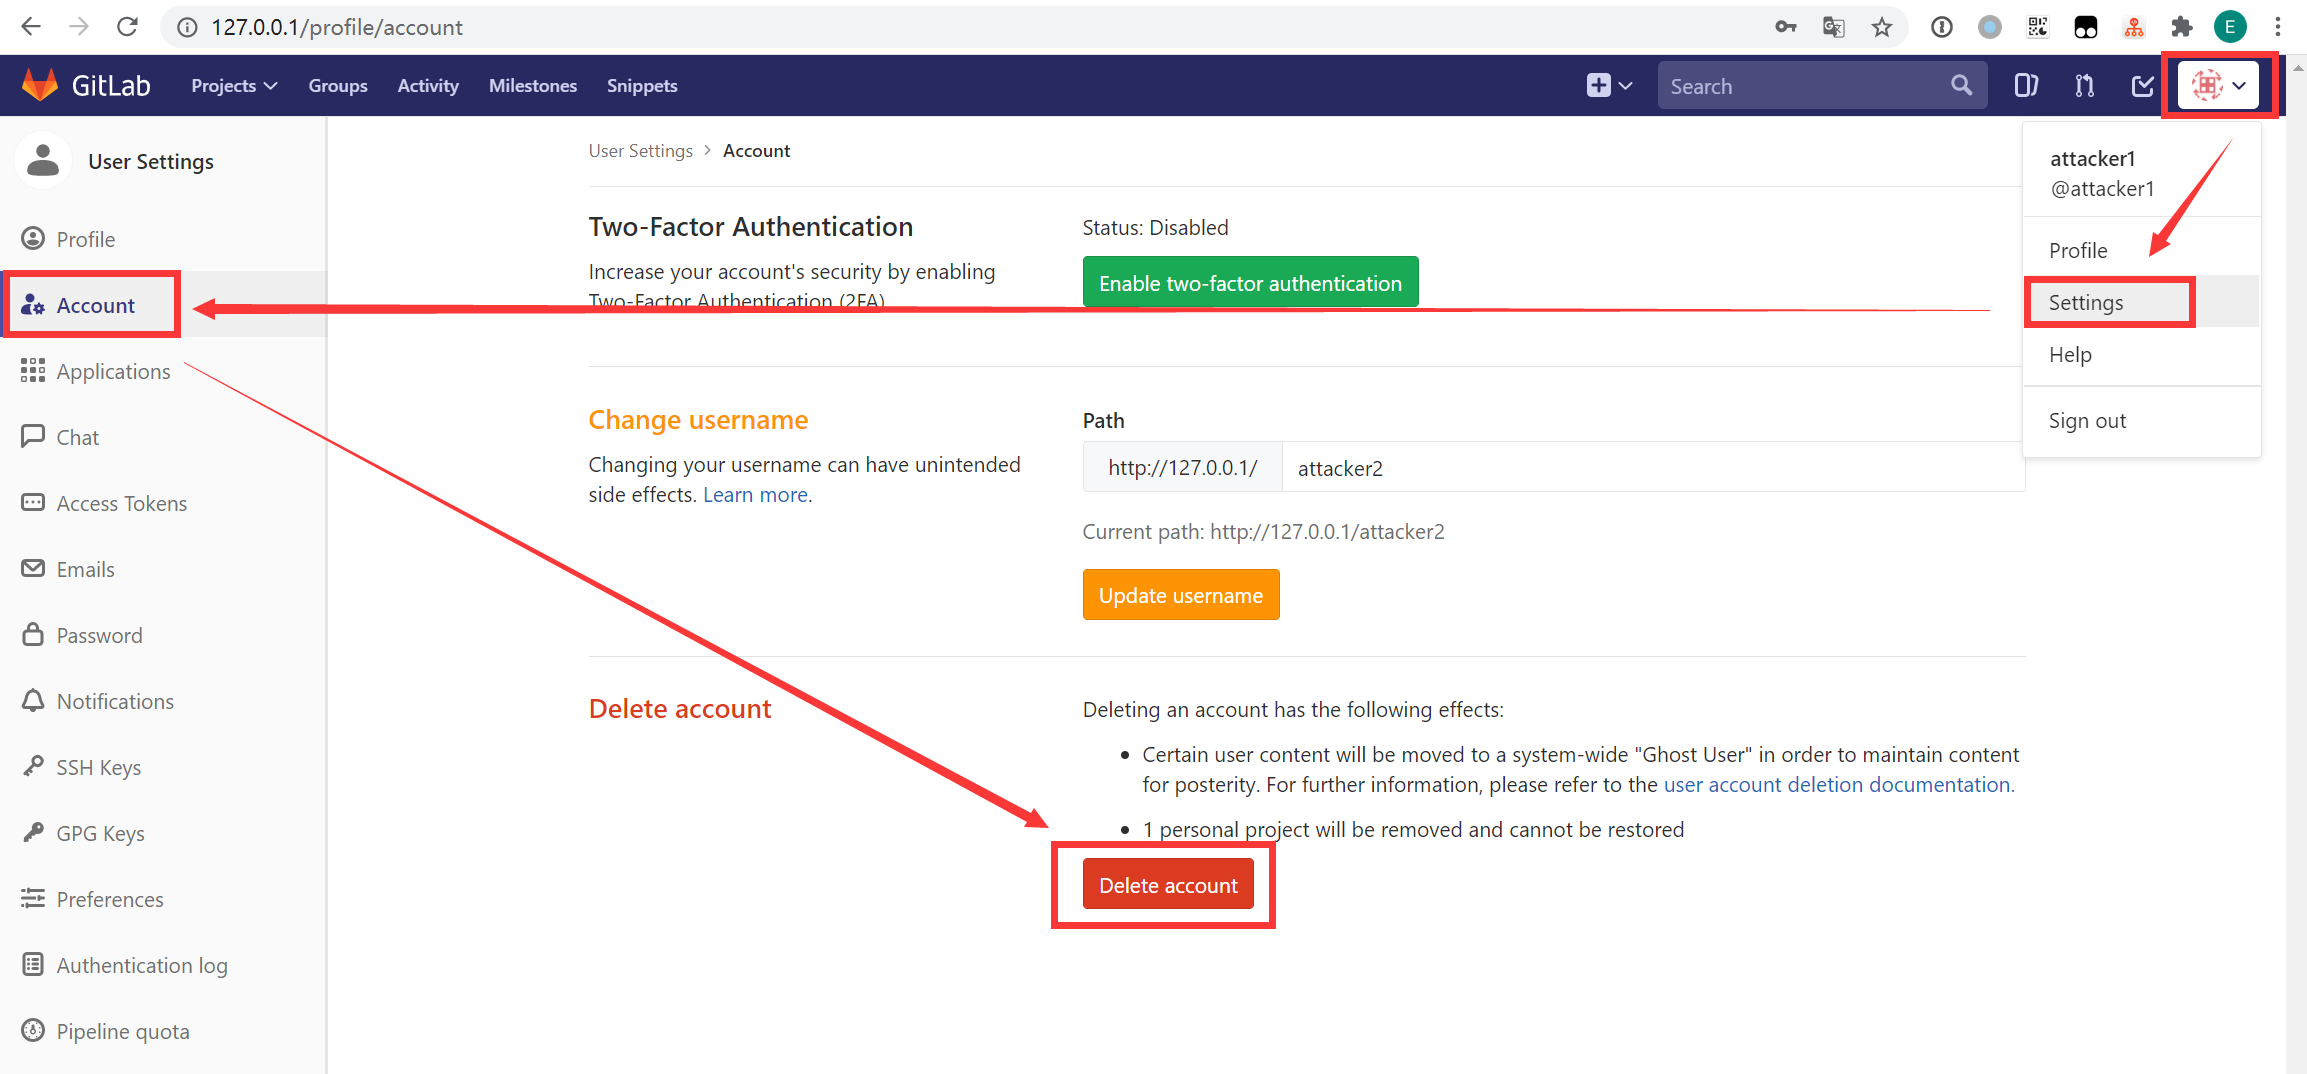 127.0.0.1/profile/account
E
GitLab
Projects
Groups
Activity
Milestones
Snippets
Search
User Settings
Profile
Account
Applications
Chat
Access Tokens
Emails
Password
Notifications
SSH Keys
GPG Keys
Preferences
Authentication log
Pipeline quota
User Settings > Account
Two-Factor Authentication
Increase your account's security by enabling
Two-Factor Authentication (2FA)
Status: Disabled
Enable two-factor authentication
Change username
Changing your username can have unintended
side effects. Learn more.
Path
http://127.0.0.1/
attacker2
Current path: http://127.0.0.1/attacker2
Update username
Delete account
Deleting an account has the following effects:
• Certain user content will be moved to a system-wide "Ghost User" in order to maintain content
for posterity. For further information, please refer to the user account deletion documentation.
• 1 personal project will be removed and cannot be restored
Delete account
attacker1
@attacker1
Profile
Settings
Help
Sign out